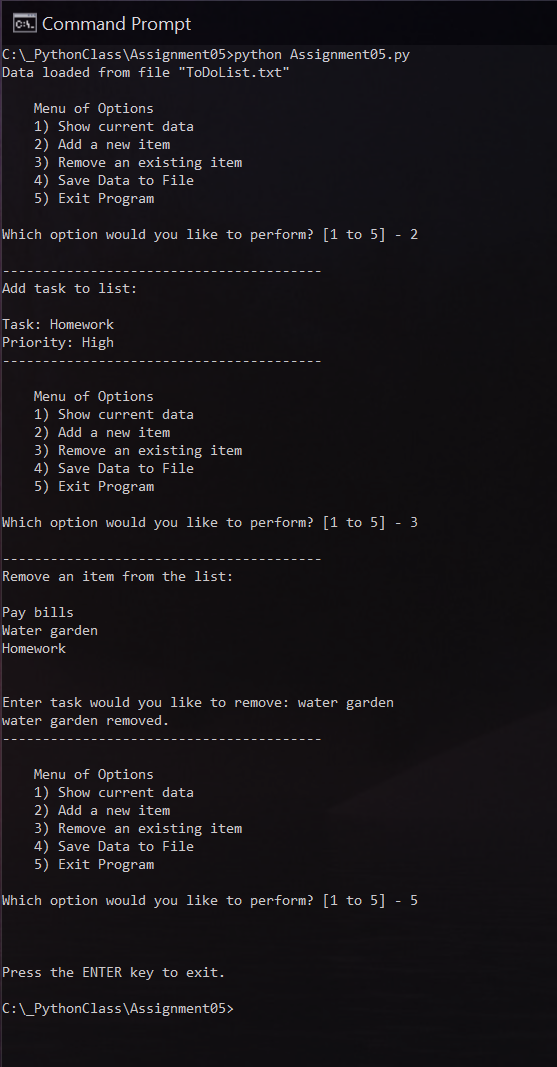 Command Prompt
C:\_PythonClass\Assignment05>python Assignment05.py
Data loaded from file "ToDoList.txt"

    Menu of Options
    1) Show current data
    2) Add a new item
    3) Remove an existing item
    4) Save Data to File
    5) Exit Program

Which option would you like to perform? [1 to 5] - 2

----------------------------------------
Add task to list:

Task: Homework
Priority: High
----------------------------------------

    Menu of Options
    1) Show current data
    2) Add a new item
    3) Remove an existing item
    4) Save Data to File
    5) Exit Program

Which option would you like to perform? [1 to 5] - 3

----------------------------------------
Remove an item from the list:

Pay bills
Water garden
Homework


Enter task would you like to remove: water garden
water garden removed.
----------------------------------------

    Menu of Options
    1) Show current data
    2) Add a new item
    3) Remove an existing item
    4) Save Data to File
    5) Exit Program

Which option would you like to perform? [1 to 5] - 5



Press the ENTER key to exit.

C:\_PythonClass\Assignment05>